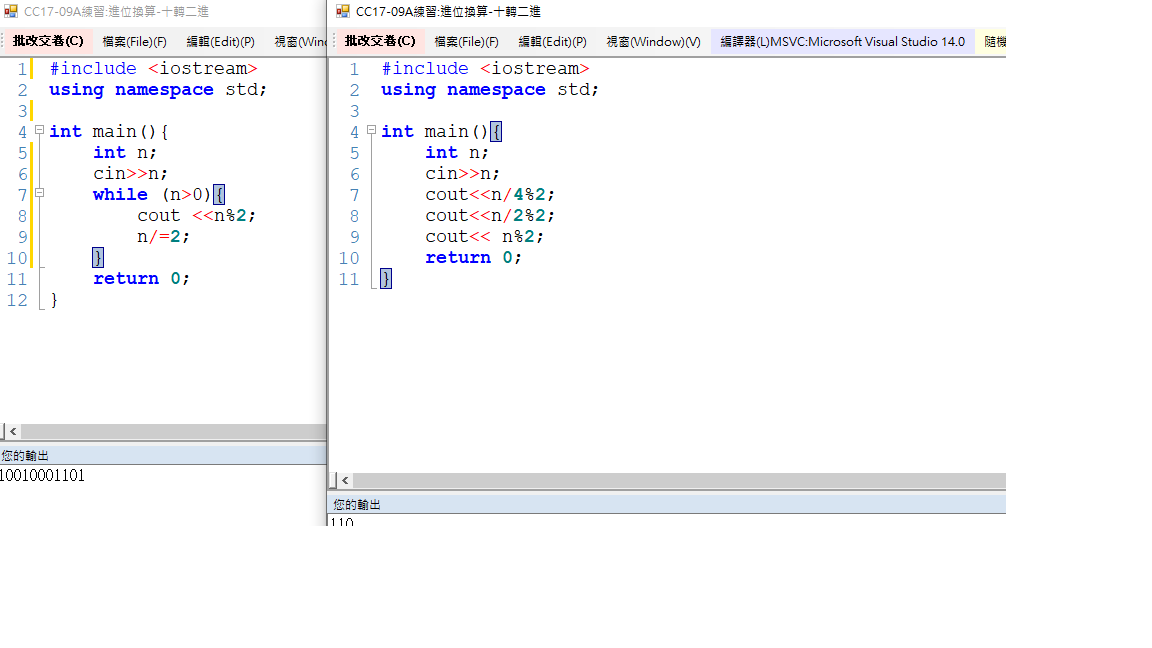 CC17-09A練習:進位換算-十轉二進
批改交卷(C) 檔案(File)(F) 編輯(Edit)(P) 視窗(Win
1 #include <iostream>
2 using namespace std;
3
4 int main(){
5 int n;
6 cin>>n;
7 while (n>0){
8 cout <<n%2;
9 n/=2;
10 }
11 return 0;
12 }
您的輸出
10010001101
CC17-09A練習:進位換算-十轉二進
批改交卷(C) 檔案(File)(F) 編輯(Edit)(P) 視窗(Window)(V) 編譯器(L)MSVC:Microsoft Visual Studio 14.0 隨機
1 #include <iostream>
2 using namespace std;
3
4 int main(){
5 int n;
6 cin>>n;
7 cout<<n/4%2;
8 cout<<n/2%2;
9 cout<< n%2;
10 return 0;
11 }
您的輸出
110